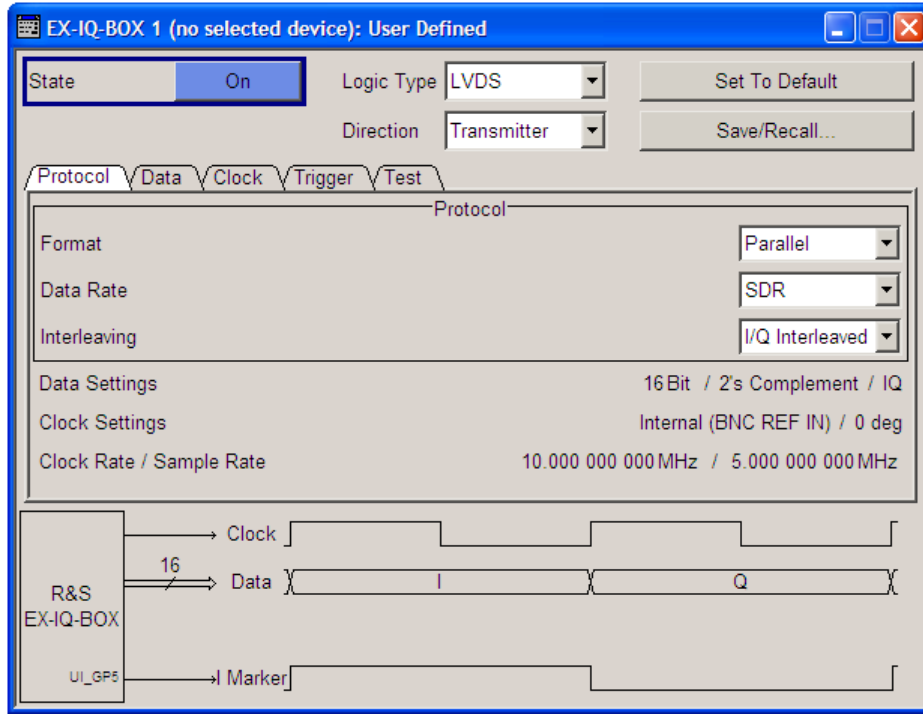 EX-IQ-BOX 1 (no selected device): User Defined
State On Logic Type LVDS Set To Default
Direction Transmitter Save/Recall...
Protocol Data Clock Trigger Test
Protocol
Format Parallel
Data Rate SDR
Interleaving I/Q Interleaved
Data Settings 16 Bit / 2's Complement / IQ
Clock Settings Internal (BNC REF IN) / 0 deg
Clock Rate / Sample Rate 10.000 000 000 MHz / 5.000 000 000 MHz
Clock
16
Data I Q
R&S
EX-IQ-BOX
UI_GP5 I Marker